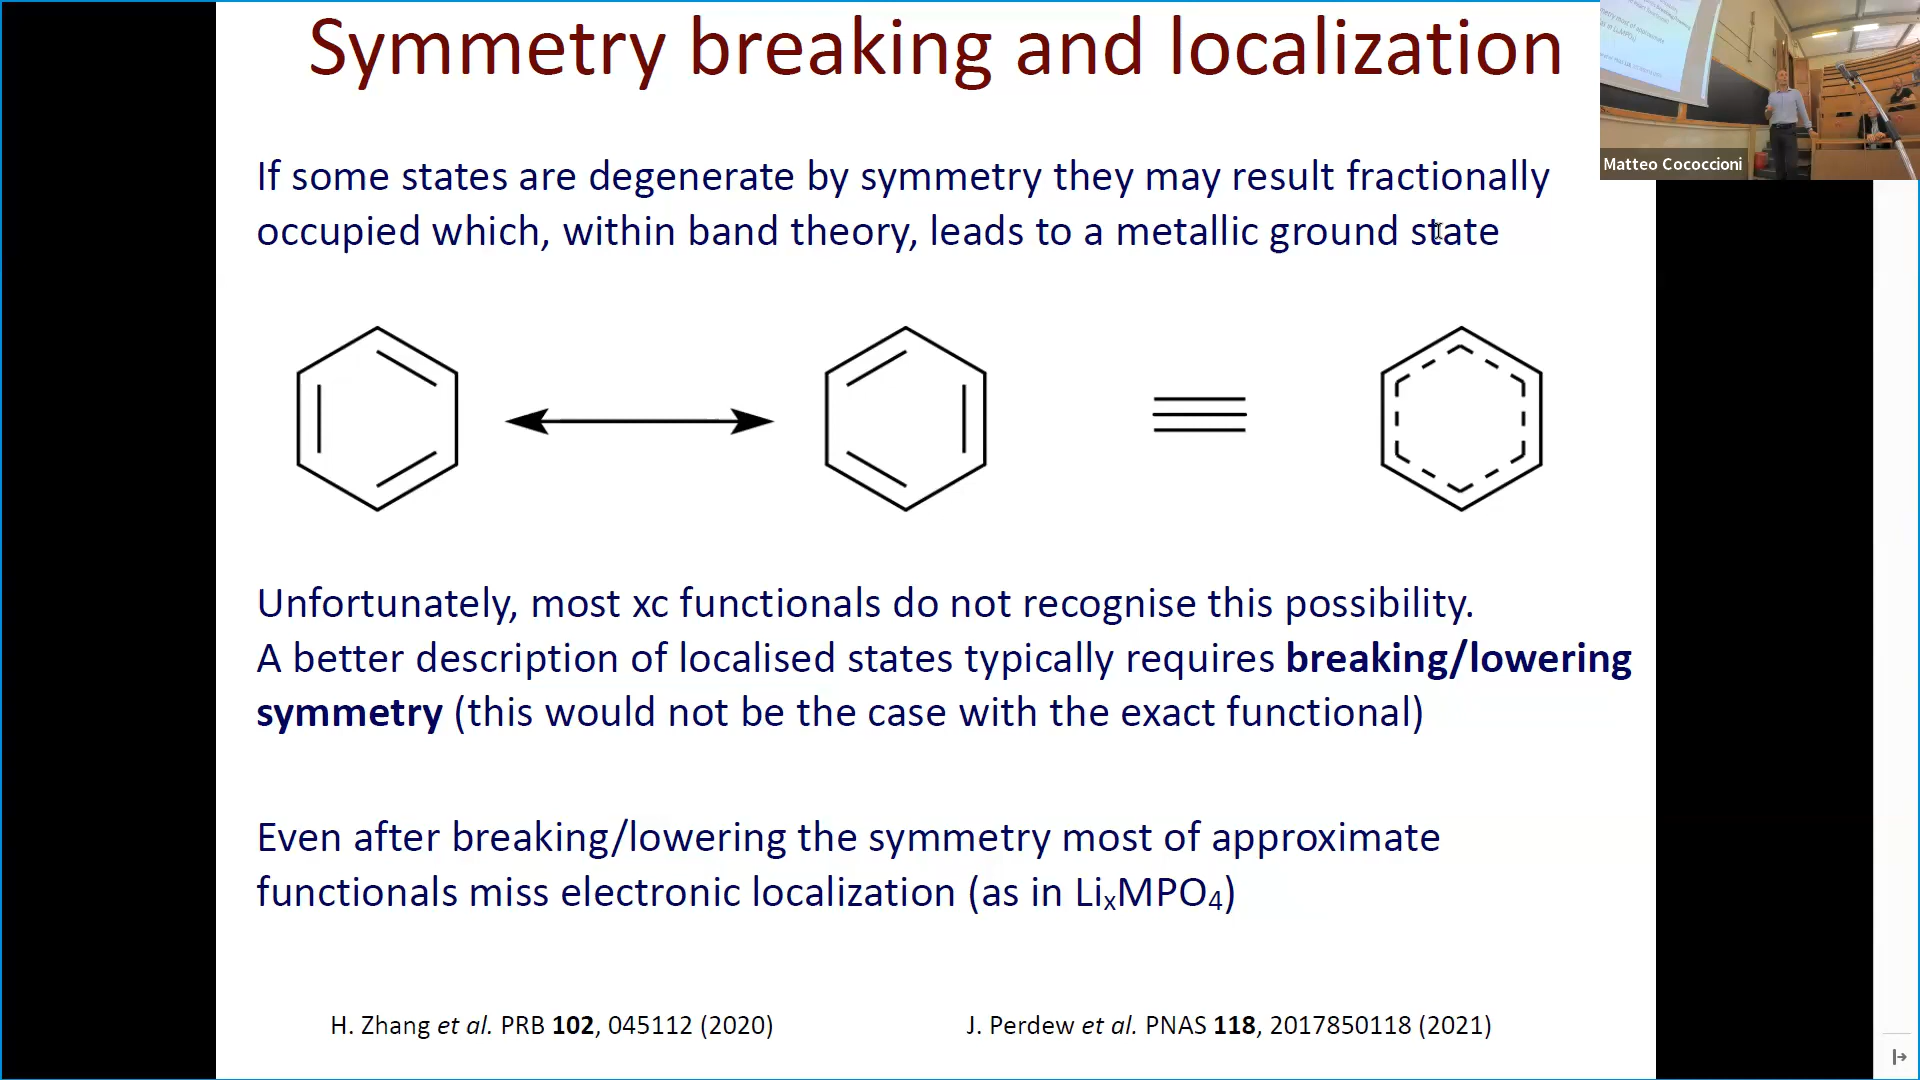 Symmetry breaking and localization
If some states are degenerate by symmetry they may result fractionally
occupied which, within band theory, leads to a metallic ground state
Unfortunately, most xc functionals do not recognise this possibility.
A better description of localised states typically requires breaking/lowering
symmetry (this would not be the case with the exact functional)
Even after breaking/lowering the symmetry most of approximate
functionals miss electronic localization (as in LiₓMPO₄)
H. Zhang et al. PRB 102, 045112 (2020)
J. Perdew et al. PNAS 118, 2017850118 (2021)
Matteo Cococcioni